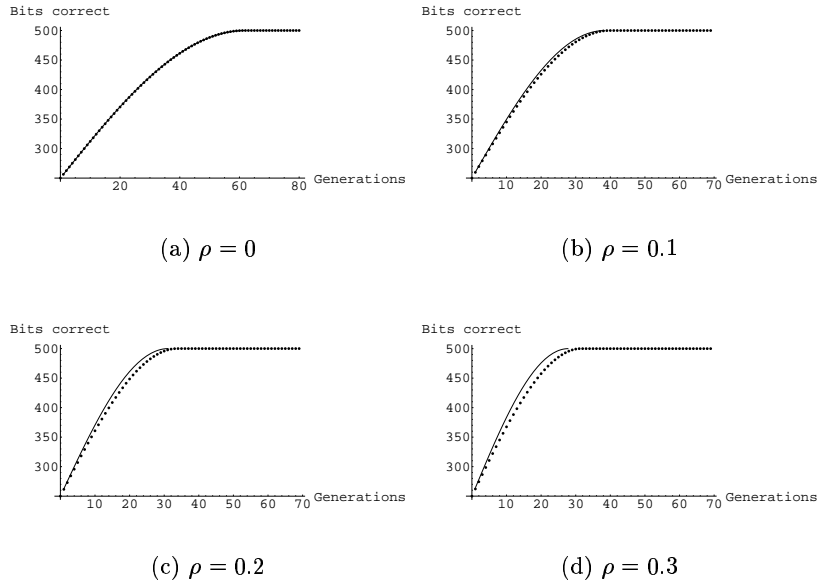 Bits correct
500
450
400
350
300
20 40 60 80 Generations
(a) ρ = 0
Bits correct
500
450
400
350
300
10 20 30 40 50 60 70 Generations
(b) ρ = 0.1
Bits correct
500
450
400
350
300
10 20 30 40 50 60 70 Generations
(c) ρ = 0.2
Bits correct
500
450
400
350
300
10 20 30 40 50 60 70 Generations
(d) ρ = 0.3